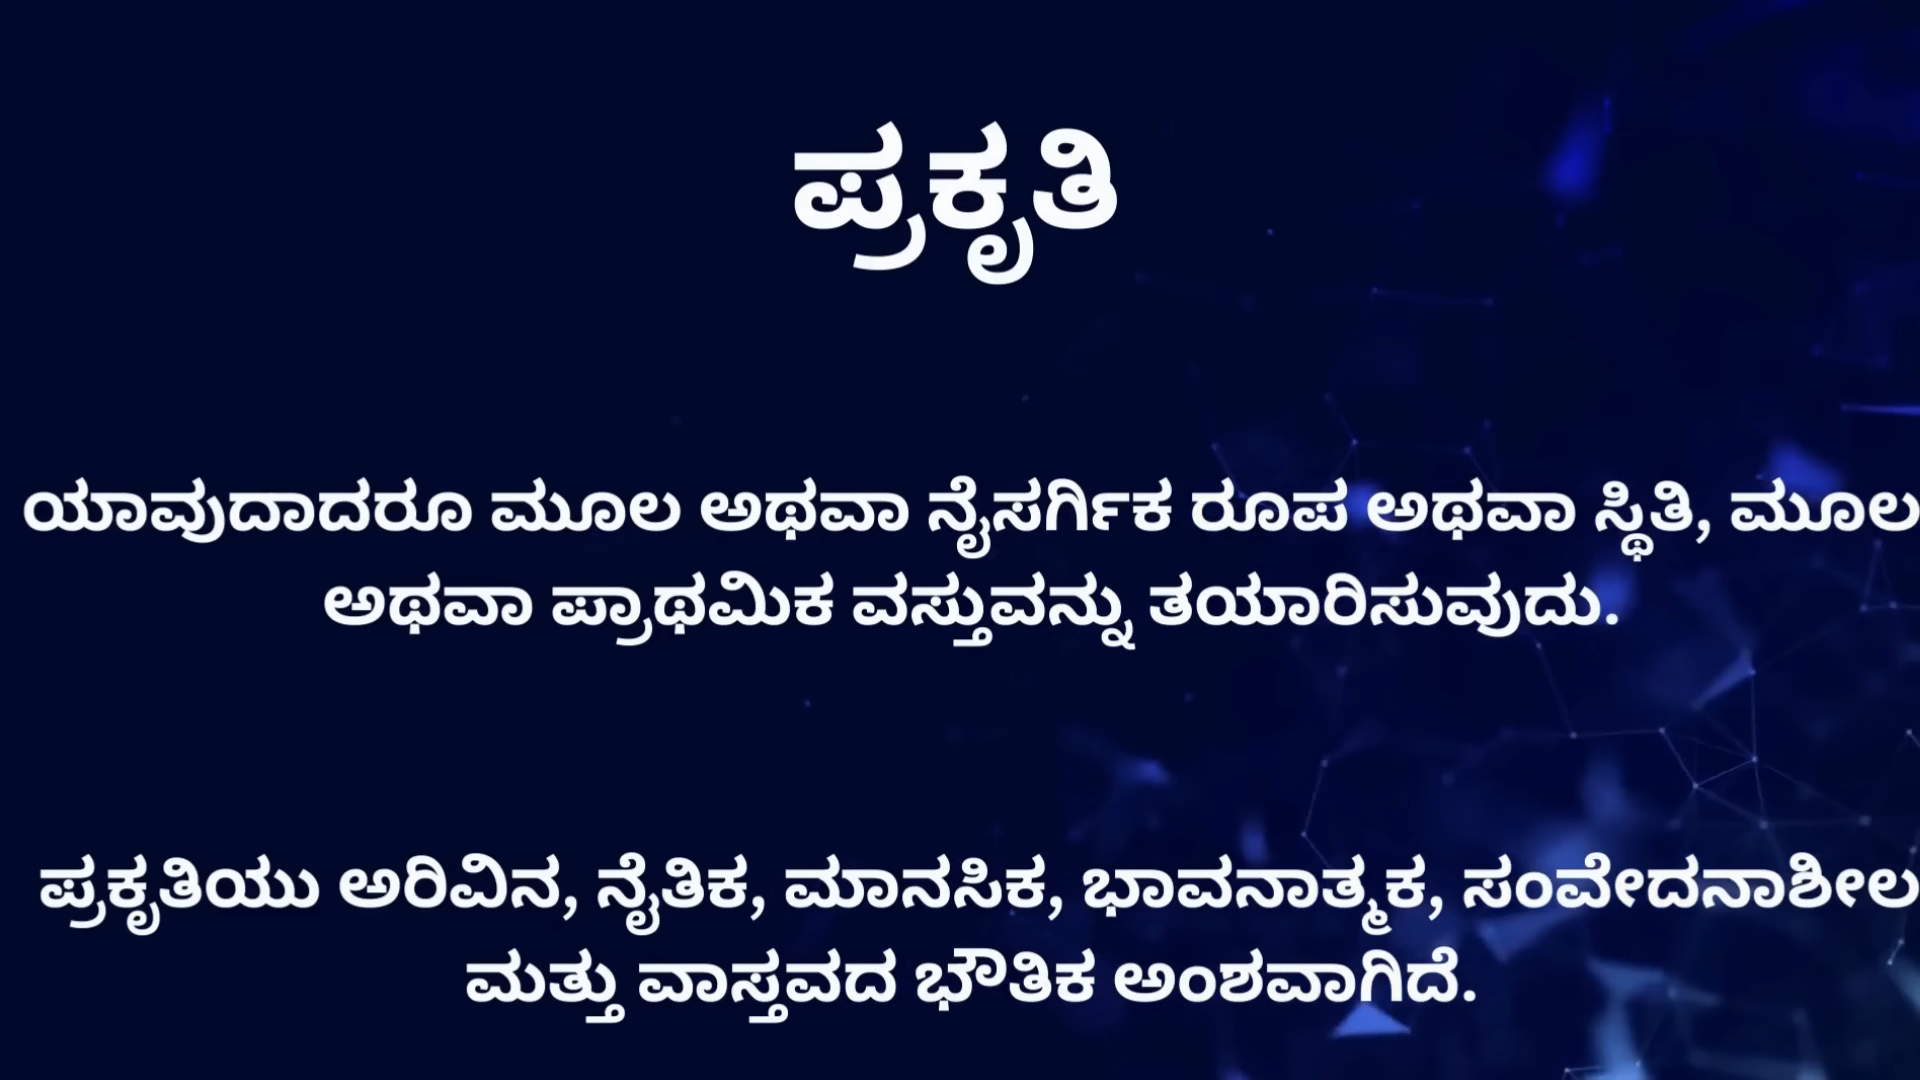 ಪ್ರಕೃತಿ
ಯಾವುದಾದರೂ ಮೂಲ ಅಥವಾ ನೈಸರ್ಗಿಕ ರೂಪ ಅಥವಾ ಸ್ಥಿತಿ, ಮೂಲ
ಅಥವಾ ಪ್ರಾಥಮಿಕ ವಸ್ತುವನ್ನು ತಯಾರಿಸುವುದು.
ಪ್ರಕೃತಿಯು ಅರಿವಿನ, ನೈತಿಕ, ಮಾನಸಿಕ, ಭಾವನಾತ್ಮಕ, ಸಂವೇದನಾಶೀಲ
ಮತ್ತು ವಾಸ್ತವದ ಭೌತಿಕ ಅಂಶವಾಗಿದೆ.